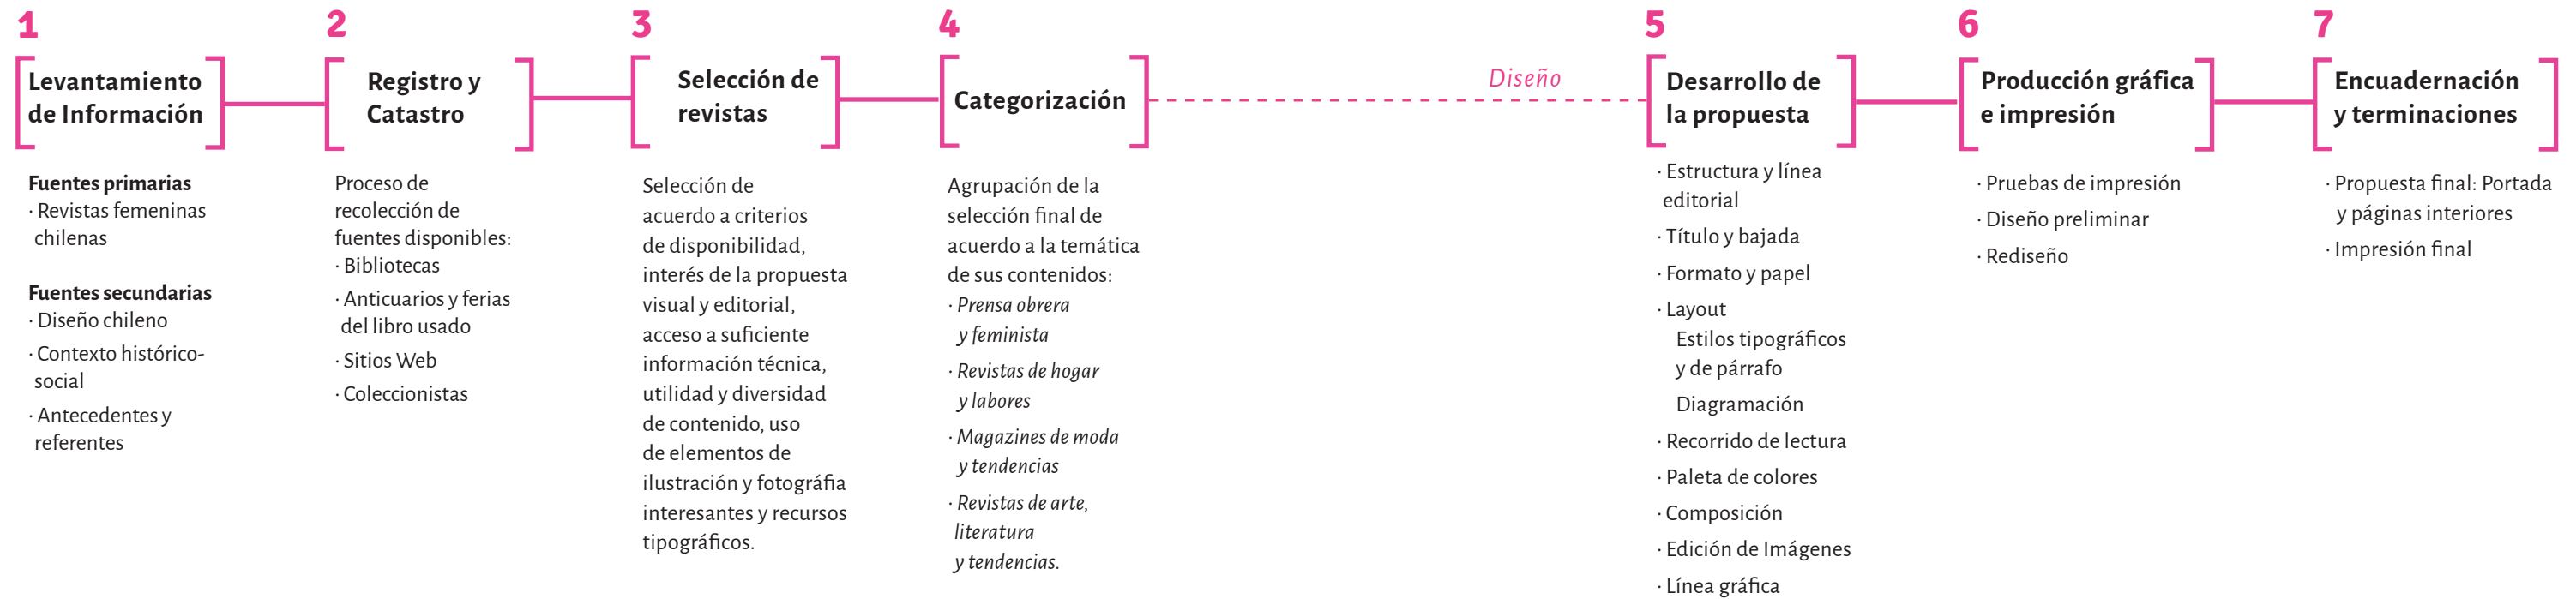 1
Levantamiento
de Información
Fuentes primarias
· Revistas femeninas
chilenas
Fuentes secundarias
· Diseño chileno
· Contexto histórico-
social
· Antecedentes y
referentes
2
Registro y
Catastro
Proceso de
recolección de
fuentes disponibles:
· Bibliotecas
· Anticuarios y ferias
del libro usado
· Sitios Web
· Coleccionistas
3
Selección de
revistas
Selección de
acuerdo a criterios
de disponibilidad,
interés de la propuesta
visual y editorial,
acceso a suficiente
información técnica,
utilidad y diversidad
de contenido, uso
de elementos de
ilustración y fotográfia
interesantes y recursos
tipográficos.
4
Categorización
Agrupación de la
selección final de
acuerdo a la temática
de sus contenidos:
· Prensa obrera
y feminista
· Revistas de hogar
y labores
· Magazines de moda
y tendencias
· Revistas de arte,
literatura
y tendencias.
Diseño
5
Desarrollo de
la propuesta
· Estructura y línea
editorial
· Título y bajada
· Formato y papel
· Layout
Estilos tipográficos
y de párrafo
Diagramación
· Recorrido de lectura
· Paleta de colores
· Composición
· Edición de Imágenes
· Línea gráfica
6
Producción gráfica
e impresión
· Pruebas de impresión
· Diseño preliminar
· Rediseño
7
Encuadernación
y terminaciones
· Propuesta final: Portada
y páginas interiores
· Impresión final